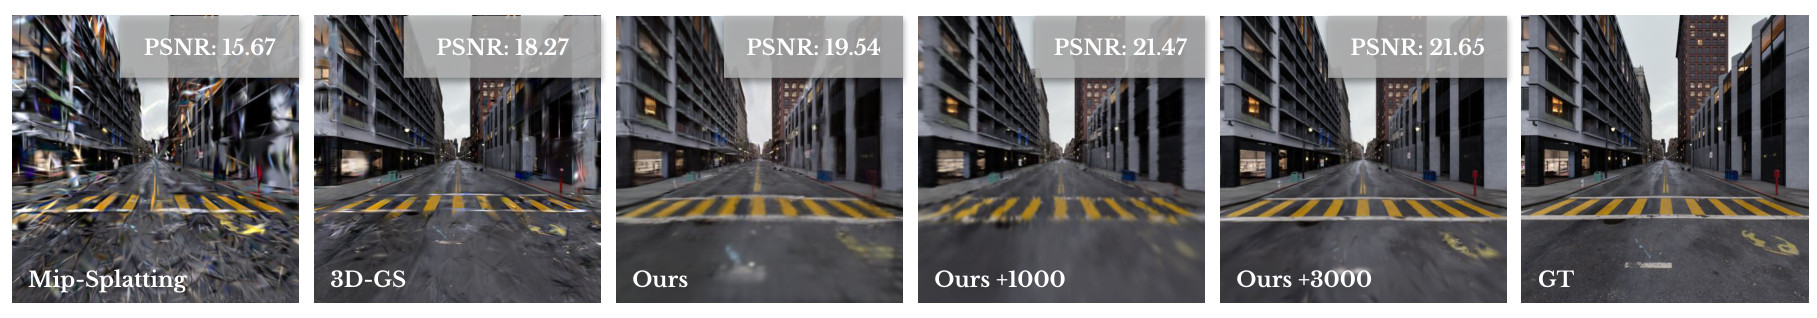 PSNR: 15.67
Mip-Splatting
PSNR: 18.27
3D-GS
PSNR: 19.54
Ours
PSNR: 21.47
Ours +1000
PSNR: 21.65
Ours +3000
GT